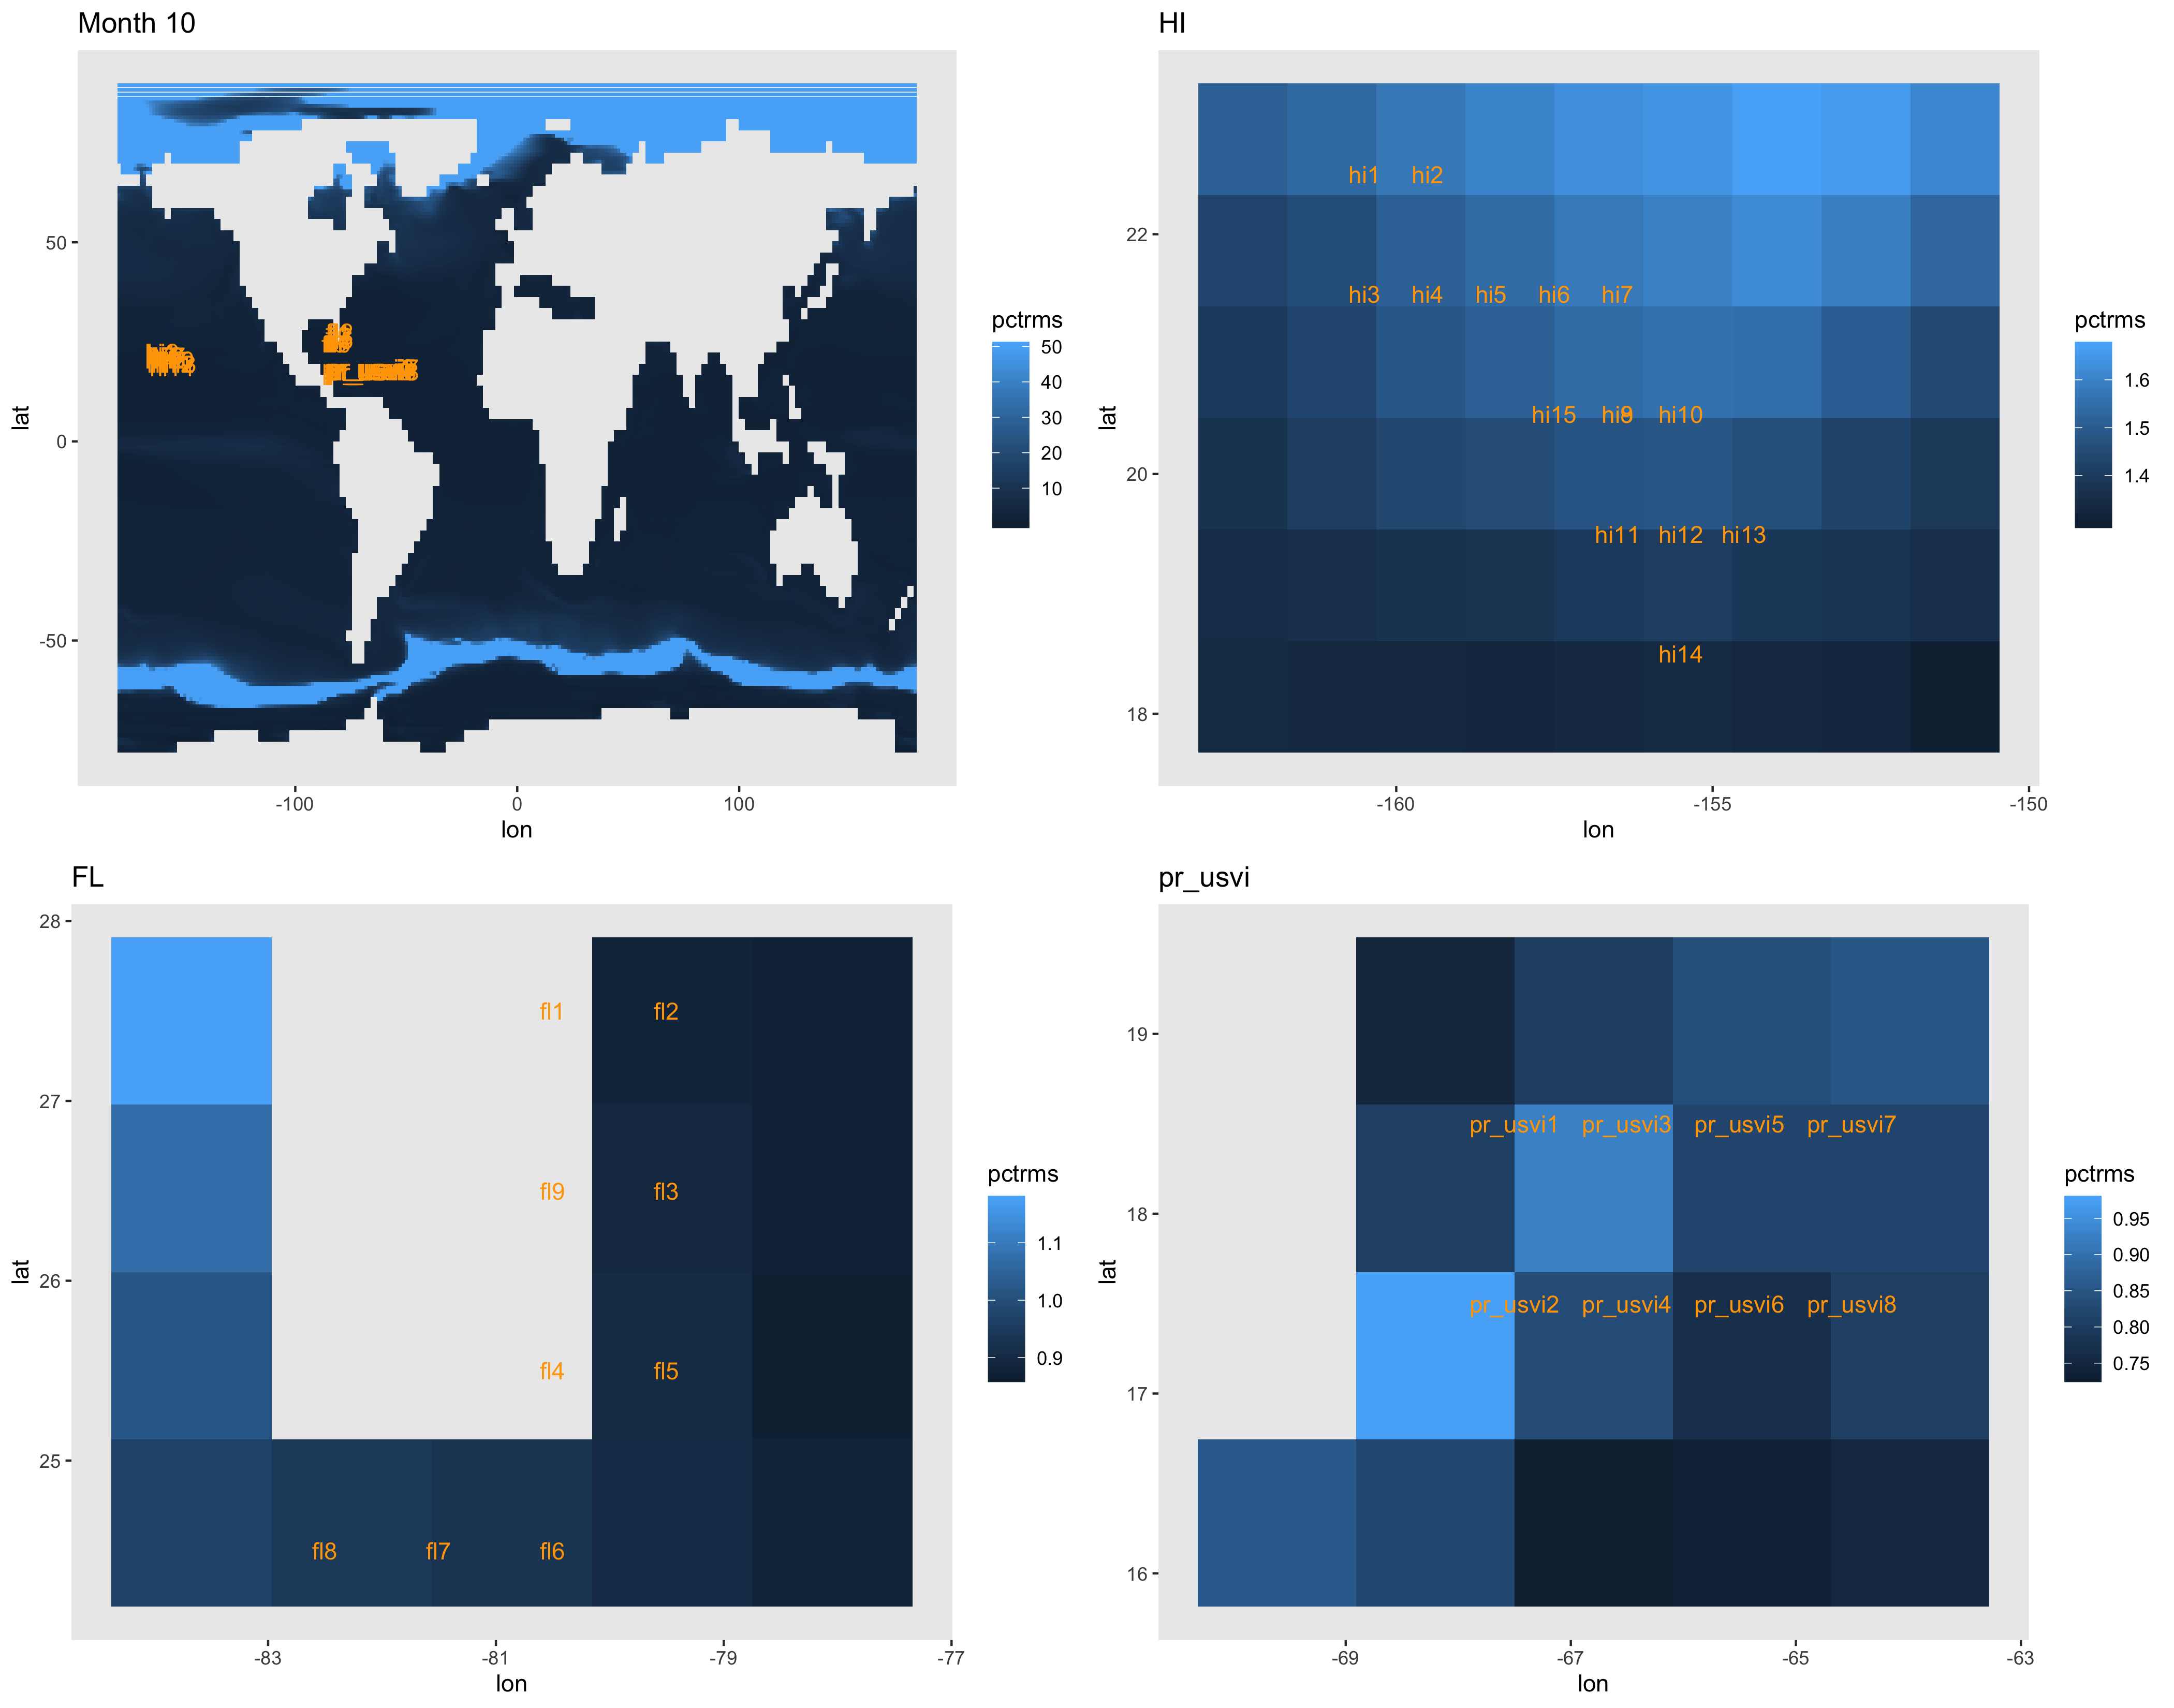 Month 10
lat
50
0
-50
-100 0 100
lon
pctrms
50
40
30
20
10
HI
lat
22
20
18
hi1 hi2
hi3 hi4 hi5 hi6 hi7
hi15 hi9 hi10
hi11 hi12 hi13
hi14
-160 -155 -150
lon
pctrms
1.6
1.5
1.4
FL
lat
28
27
26
25
fl1 fl2
fl9 fl3
fl4 fl5
fl8 fl7 fl6
-83 -81 -79 -77
lon
pctrms
1.1
1.0
0.9
pr_usvi
lat
19
18
17
16
pr_usvi1 pr_usvi3 pr_usvi5 pr_usvi7
pr_usvi2 pr_usvi4 pr_usvi6 pr_usvi8
-69 -67 -65 -63
lon
pctrms
0.95
0.90
0.85
0.80
0.75